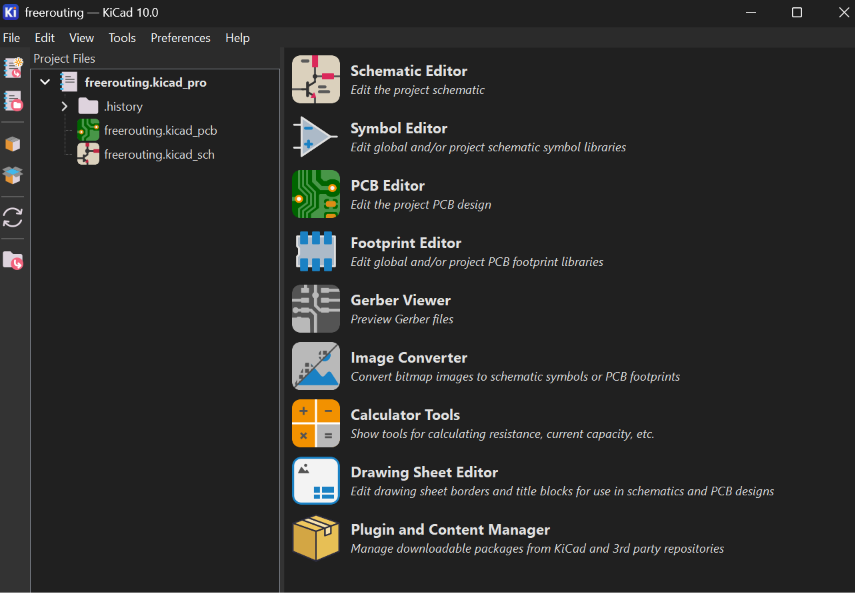 Ki freerouting — KiCad 10.0
File Edit View Tools Preferences Help
Project Files
freerouting.kicad_pro
.history
freerouting.kicad_pcb
freerouting.kicad_sch
Schematic Editor
Edit the project schematic
Symbol Editor
Edit global and/or project schematic symbol libraries
PCB Editor
Edit the project PCB design
Footprint Editor
Edit global and/or project PCB footprint libraries
Gerber Viewer
Preview Gerber files
Image Converter
Convert bitmap images to schematic symbols or PCB footprints
Calculator Tools
Show tools for calculating resistance, current capacity, etc.
Drawing Sheet Editor
Edit drawing sheet borders and title blocks for use in schematics and PCB designs
Plugin and Content Manager
Manage downloadable packages from KiCad and 3rd party repositories